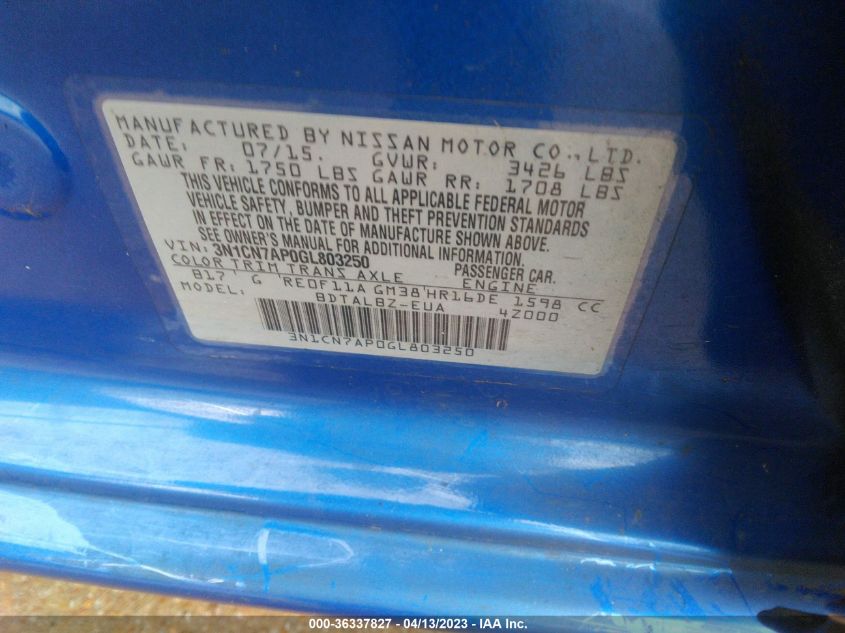 MANUFACTURED BY NISSAN MOTOR CO., LTD.
DATE: 07/15. GVWR: 3426 LBS
GAWR FR: 1750 LBS GAWR RR: 1708 LBS
THIS VEHICLE CONFORMS TO ALL APPLICABLE FEDERAL MOTOR
VEHICLE SAFETY, BUMPER AND THEFT PREVENTION STANDARDS
IN EFFECT ON THE DATE OF MANUFACTURE SHOWN ABOVE.
SEE OWNER'S MANUAL FOR ADDITIONAL INFORMATION.
VIN: 3N1CN7AP0GL803250 PASSENGER CAR.
COLOR TRIM TRANS AXLE ENGINE
B17 G RE0F11A GM38 HR16DE 1598 CC
MODEL: BDTALBZ-EUA 4Z000
3N1CN7AP0GL803250
000-36337827 - 04/13/2023 - IAA Inc.